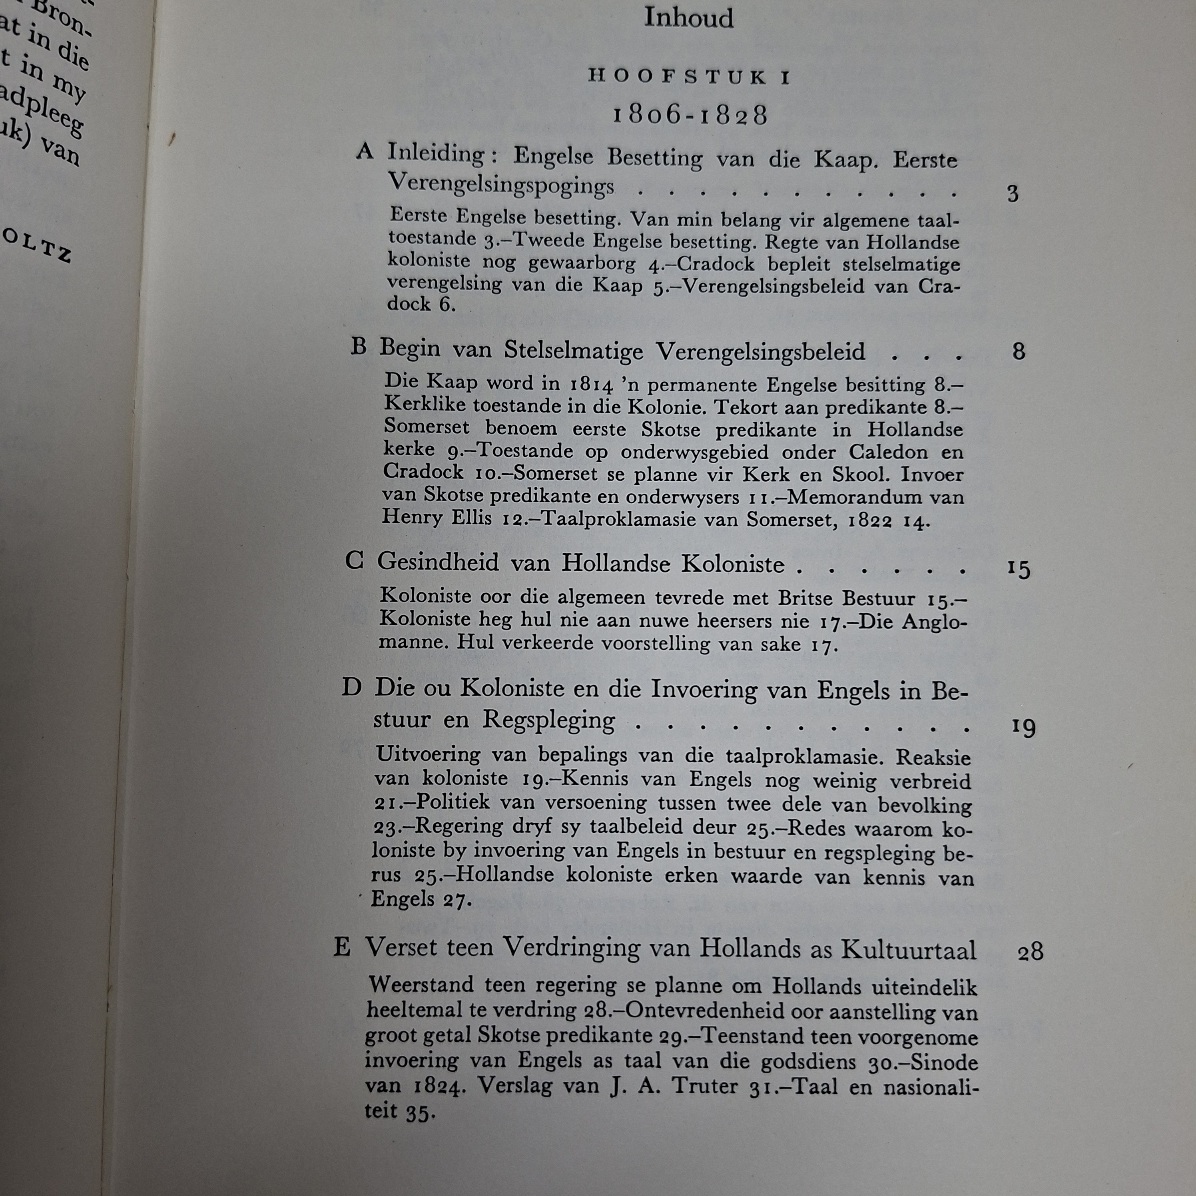 Bron-
at in die
t in my
adpleeg
uk) van
OLTZ
Inhoud
HOOFSTUK I
1806-1828
A Inleiding: Engelse Besetting van die Kaap. Eerste
Verengelsingspogings . . . . . . . . . . . 3
Eerste Engelse besetting. Van min belang vir algemene taal-
toestande 3.–Tweede Engelse besetting. Regte van Hollandse
koloniste nog gewaarborg 4.–Cradock bepleit stelselmatige
verengelsing van die Kaap 5.–Verengelsingsbeleid van Cra-
dock 6.
B Begin van Stelselmatige Verengelsingsbeleid . . . 8
Die Kaap word in 1814 'n permanente Engelse besitting 8.–
Kerklike toestande in die Kolonie. Tekort aan predikante 8.–
Somerset benoem eerste Skotse predikante in Hollandse
kerke 9.–Toestande op onderwysgebied onder Caledon en
Cradock 10.–Somerset se planne vir Kerk en Skool. Invoer
van Skotse predikante en onderwysers 11.–Memorandum van
Henry Ellis 12.–Taalproklamasie van Somerset, 1822 14.
C Gesindheid van Hollandse Koloniste . . . . . . 15
Koloniste oor die algemeen tevrede met Britse Bestuur 15.–
Koloniste heg hul nie aan nuwe heersers nie 17.–Die Anglo-
manne. Hul verkeerde voorstelling van sake 17.
D Die ou Koloniste en die Invoering van Engels in Be-
stuur en Regspleging . . . . . . . . . . . 19
Uitvoering van bepalings van die taalproklamasie. Reaksie
van koloniste 19.–Kennis van Engels nog weinig verbreid
21.–Politiek van versoening tussen twee dele van bevolking
23.–Regering dryf sy taalbeleid deur 25.–Redes waarom ko-
loniste by invoering van Engels in bestuur en regspleging be-
rus 25.–Hollandse koloniste erken waarde van kennis van
Engels 27.
E Verset teen Verdringing van Hollands as Kultuurtaal 28
Weerstand teen regering se planne om Hollands uiteindelik
heeltemal te verdring 28.–Ontevredenheid oor aanstelling van
groot getal Skotse predikante 29.–Teenstand teen voorgenome
invoering van Engels as taal van die godsdiens 30.–Sinode
van 1824. Verslag van J. A. Truter 31.–Taal en nasionali-
teit 35.